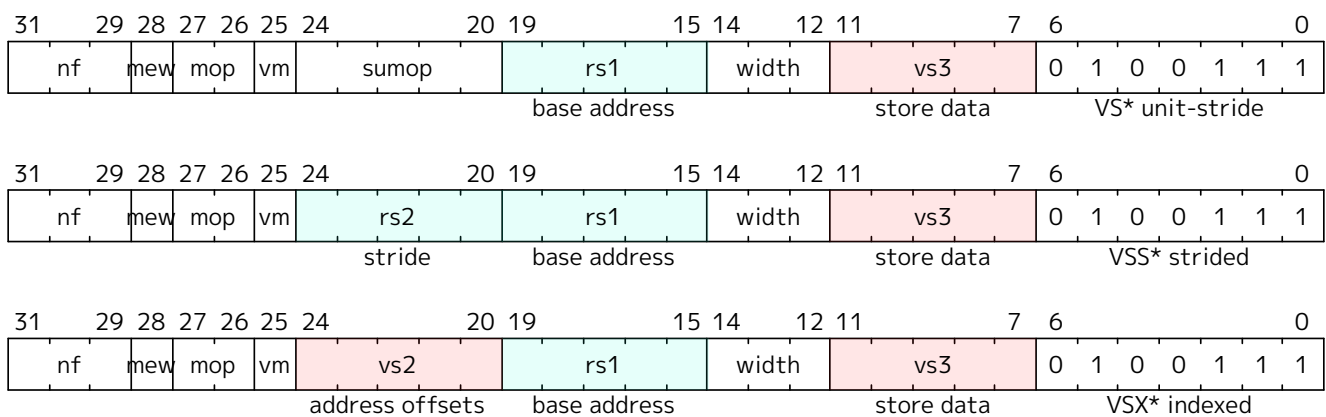 31 29 28 27 26 25 24 20 19 15 14 12 11 7 6 0
nf mew mop vm sumop rs1 width vs3 0 1 0 0 1 1 1
base address store data VS* unit-stride
31 29 28 27 26 25 24 20 19 15 14 12 11 7 6 0
nf mew mop vm rs2 rs1 width vs3 0 1 0 0 1 1 1
stride base address store data VSS* strided
31 29 28 27 26 25 24 20 19 15 14 12 11 7 6 0
nf mew mop vm vs2 rs1 width vs3 0 1 0 0 1 1 1
address offsets base address store data VSX* indexed